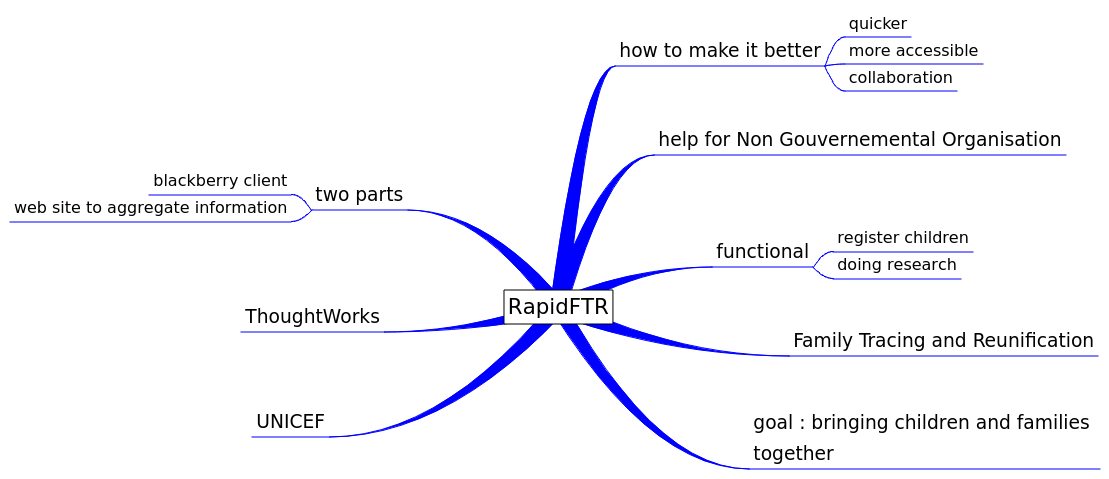 quicker
how to make it better
more accessible
collaboration
help for Non Gouvernemental Organisation
blackberry client
two parts
web site to aggregate information
register children
functional
doing research
RapidFTR
ThoughtWorks
Family Tracing and Reunification
UNICEF
goal : bringing children and families
together